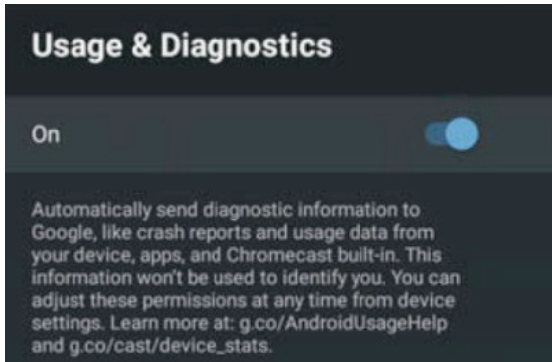 Usage & Diagnostics
On
Automatically send diagnostic information to
Google, like crash reports and usage data from
your device, apps, and Chromecast built-in. This
information won't be used to identify you. You can
adjust these permissions at any time from device
settings. Learn more at: g.co/AndroidUsageHelp
and g.co/cast/device_stats.